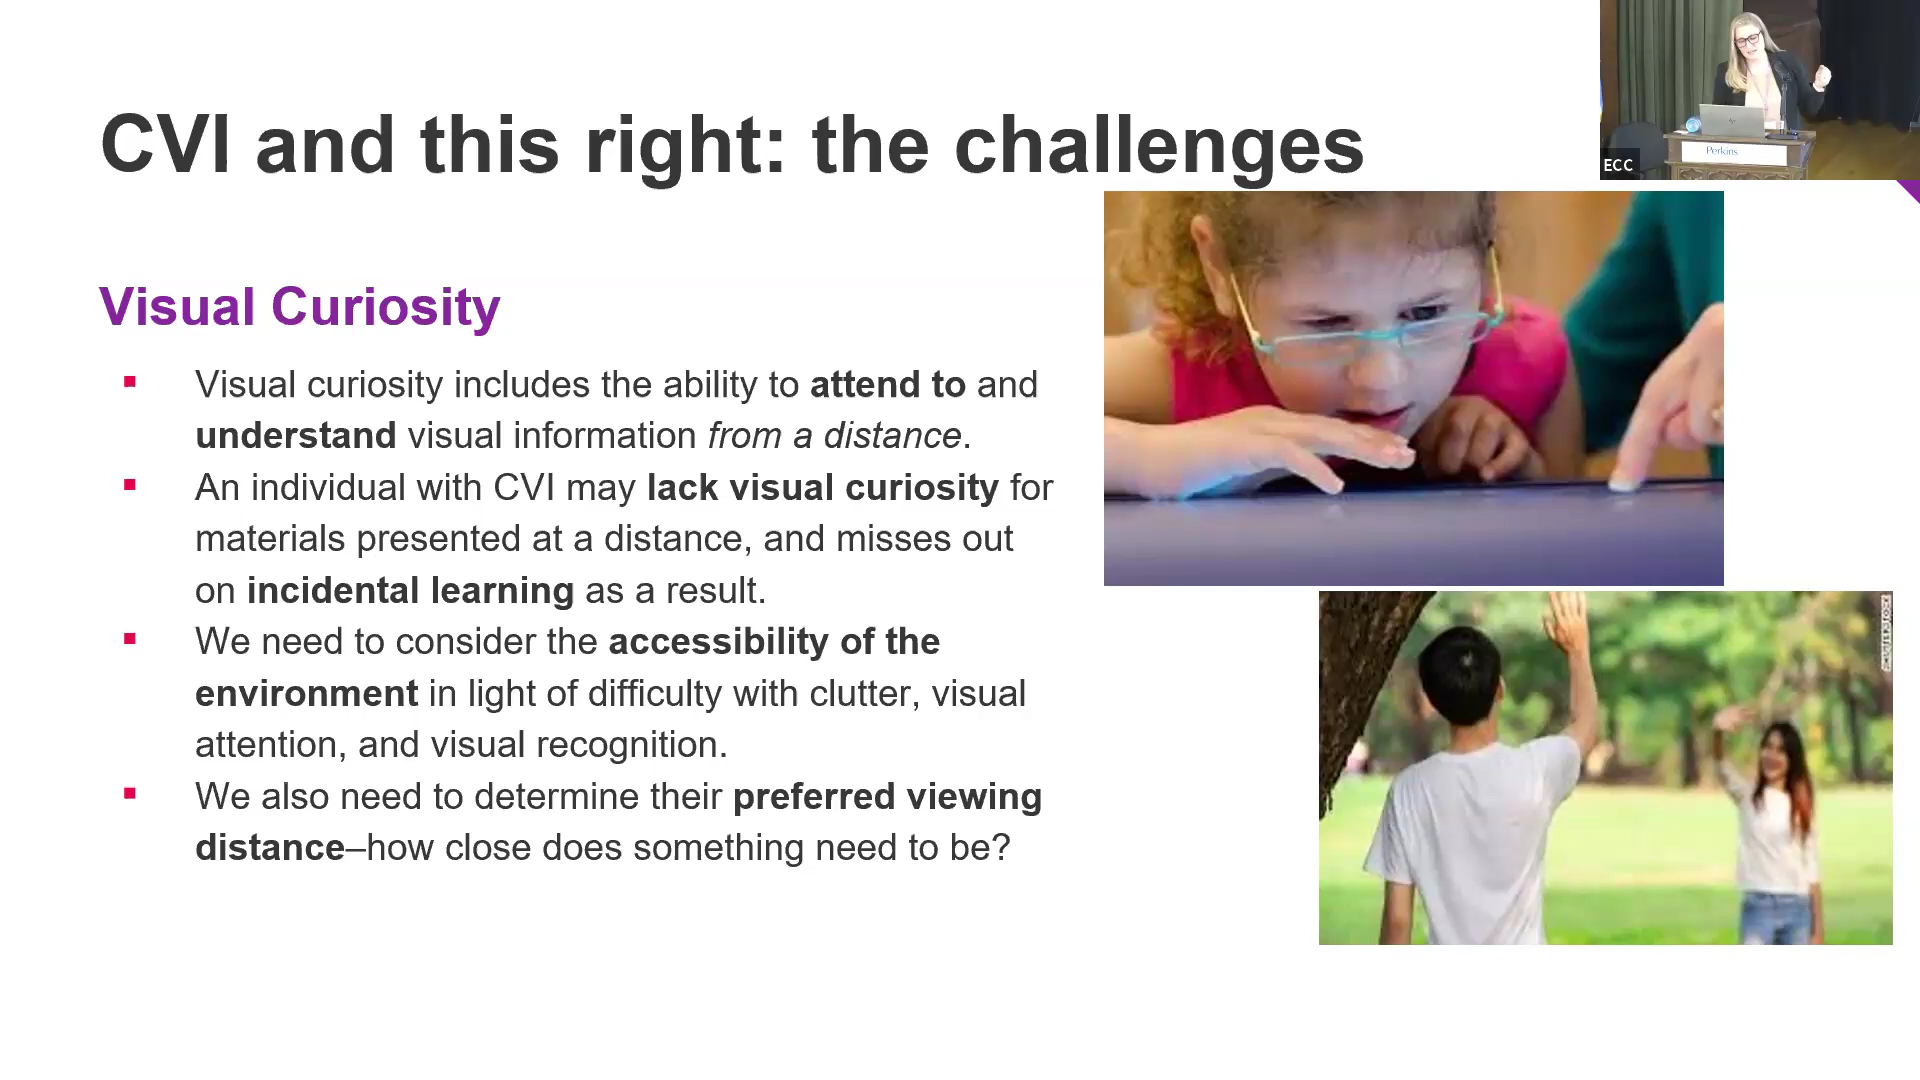 CVI and this right: the challenges
ECC
Perkins
Visual Curiosity
▪ Visual curiosity includes the ability to attend to and
understand visual information from a distance.
▪ An individual with CVI may lack visual curiosity for
materials presented at a distance, and misses out
on incidental learning as a result.
▪ We need to consider the accessibility of the
environment in light of difficulty with clutter, visual
attention, and visual recognition.
▪ We also need to determine their preferred viewing
distance–how close does something need to be?